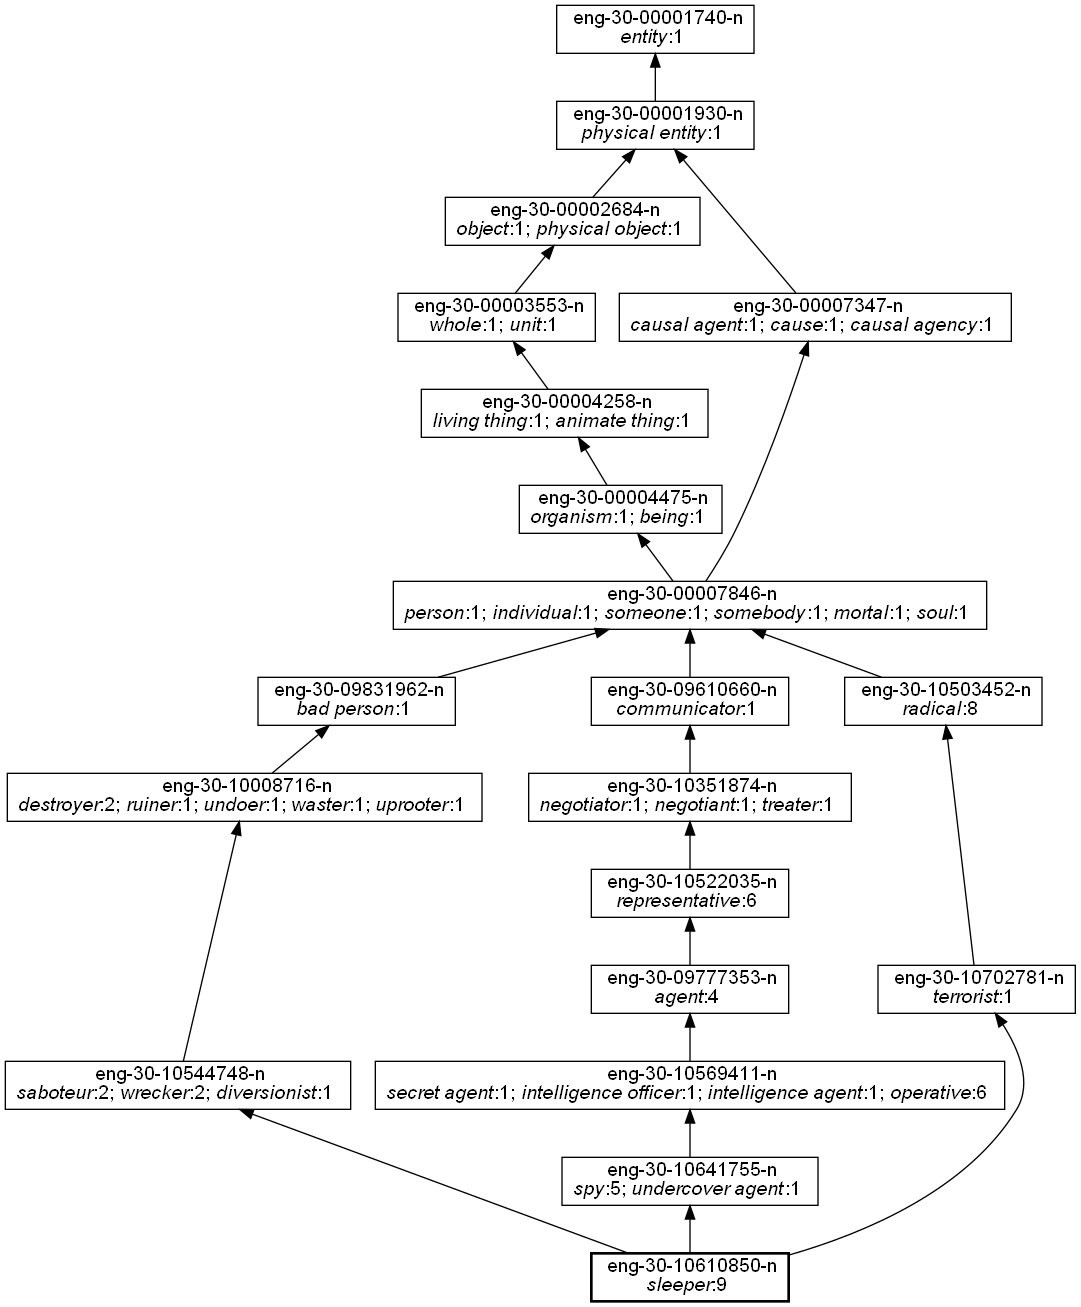 eng-30-00001740-n
entity:1
eng-30-00001930-n
physical entity:1
eng-30-00002684-n
object:1; physical object:1
eng-30-00003553-n
whole:1; unit:1
eng-30-00007347-n
causal agent:1; cause:1; causal agency:1
eng-30-00004258-n
living thing:1; animate thing:1
eng-30-00004475-n
organism:1; being:1
eng-30-00007846-n
person:1; individual:1; someone:1; somebody:1; mortal:1; soul:1
eng-30-09831962-n
bad person:1
eng-30-09610660-n
communicator:1
eng-30-10503452-n
radical:8
eng-30-10008716-n
destroyer:2; ruiner:1; undoer:1; waster:1; uprooter:1
eng-30-10351874-n
negotiator:1; negotiant:1; treater:1
eng-30-10522035-n
representative:6
eng-30-09777353-n
agent:4
eng-30-10702781-n
terrorist:1
eng-30-10544748-n
saboteur:2; wrecker:2; diversionist:1
eng-30-10569411-n
secret agent:1; intelligence officer:1; intelligence agent:1; operative:6
eng-30-10641755-n
spy:5; undercover agent:1
eng-30-10610850-n
sleeper:9